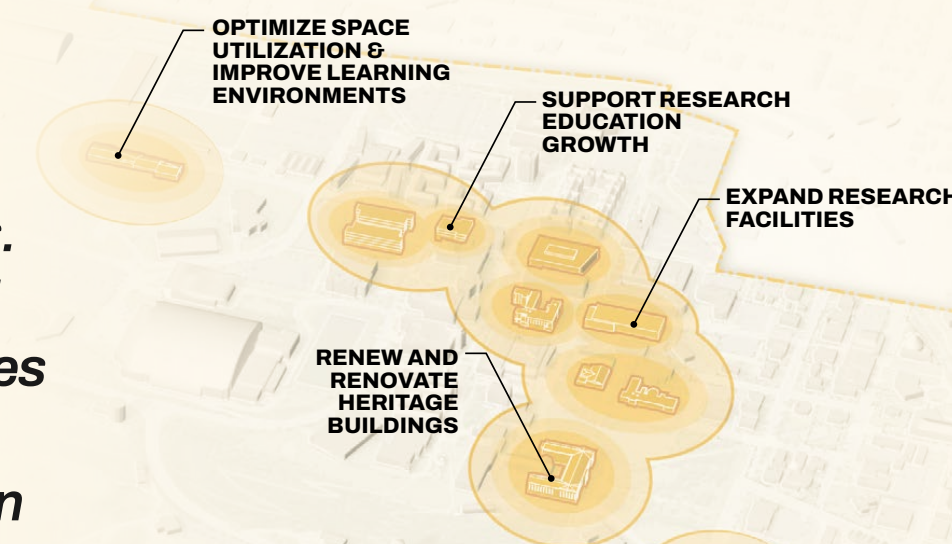 OPTIMIZE SPACE
UTILIZATION &
IMPROVE LEARNING
ENVIRONMENTS
SUPPORT RESEARCH
EDUCATION
GROWTH
EXPAND RESEARCH
FACILITIES
RENEW AND
RENOVATE
HERITAGE
BUILDINGS